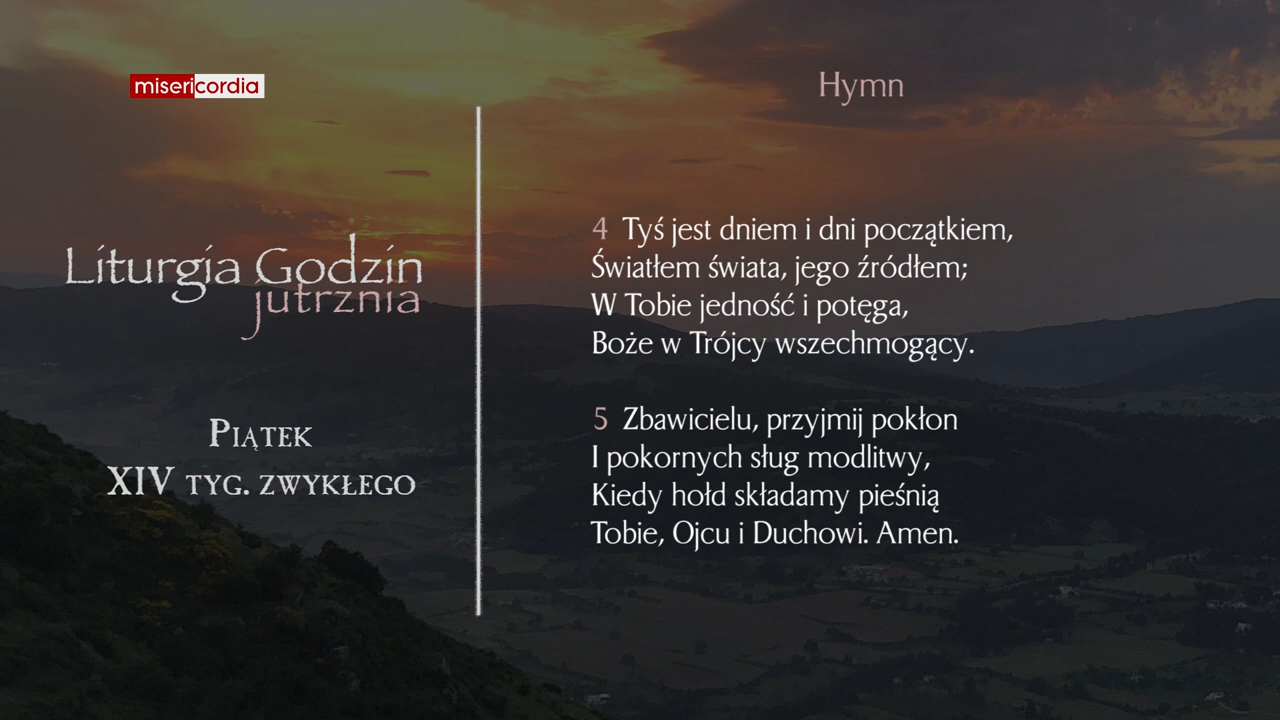 misericordia
Liturgia Godzin
jutrznia
Piątek
XIV tyg. zwykłego
Hymn
4 Tyś jest dniem i dni początkiem,
Światłem świata, jego źródłem;
W Tobie jedność i potęga,
Boże w Trójcy wszechmogący.
5 Zbawicielu, przyjmij pokłon
I pokornych sług modlitwy,
Kiedy hołd składamy pieśnią
Tobie, Ojcu i Duchowi. Amen.